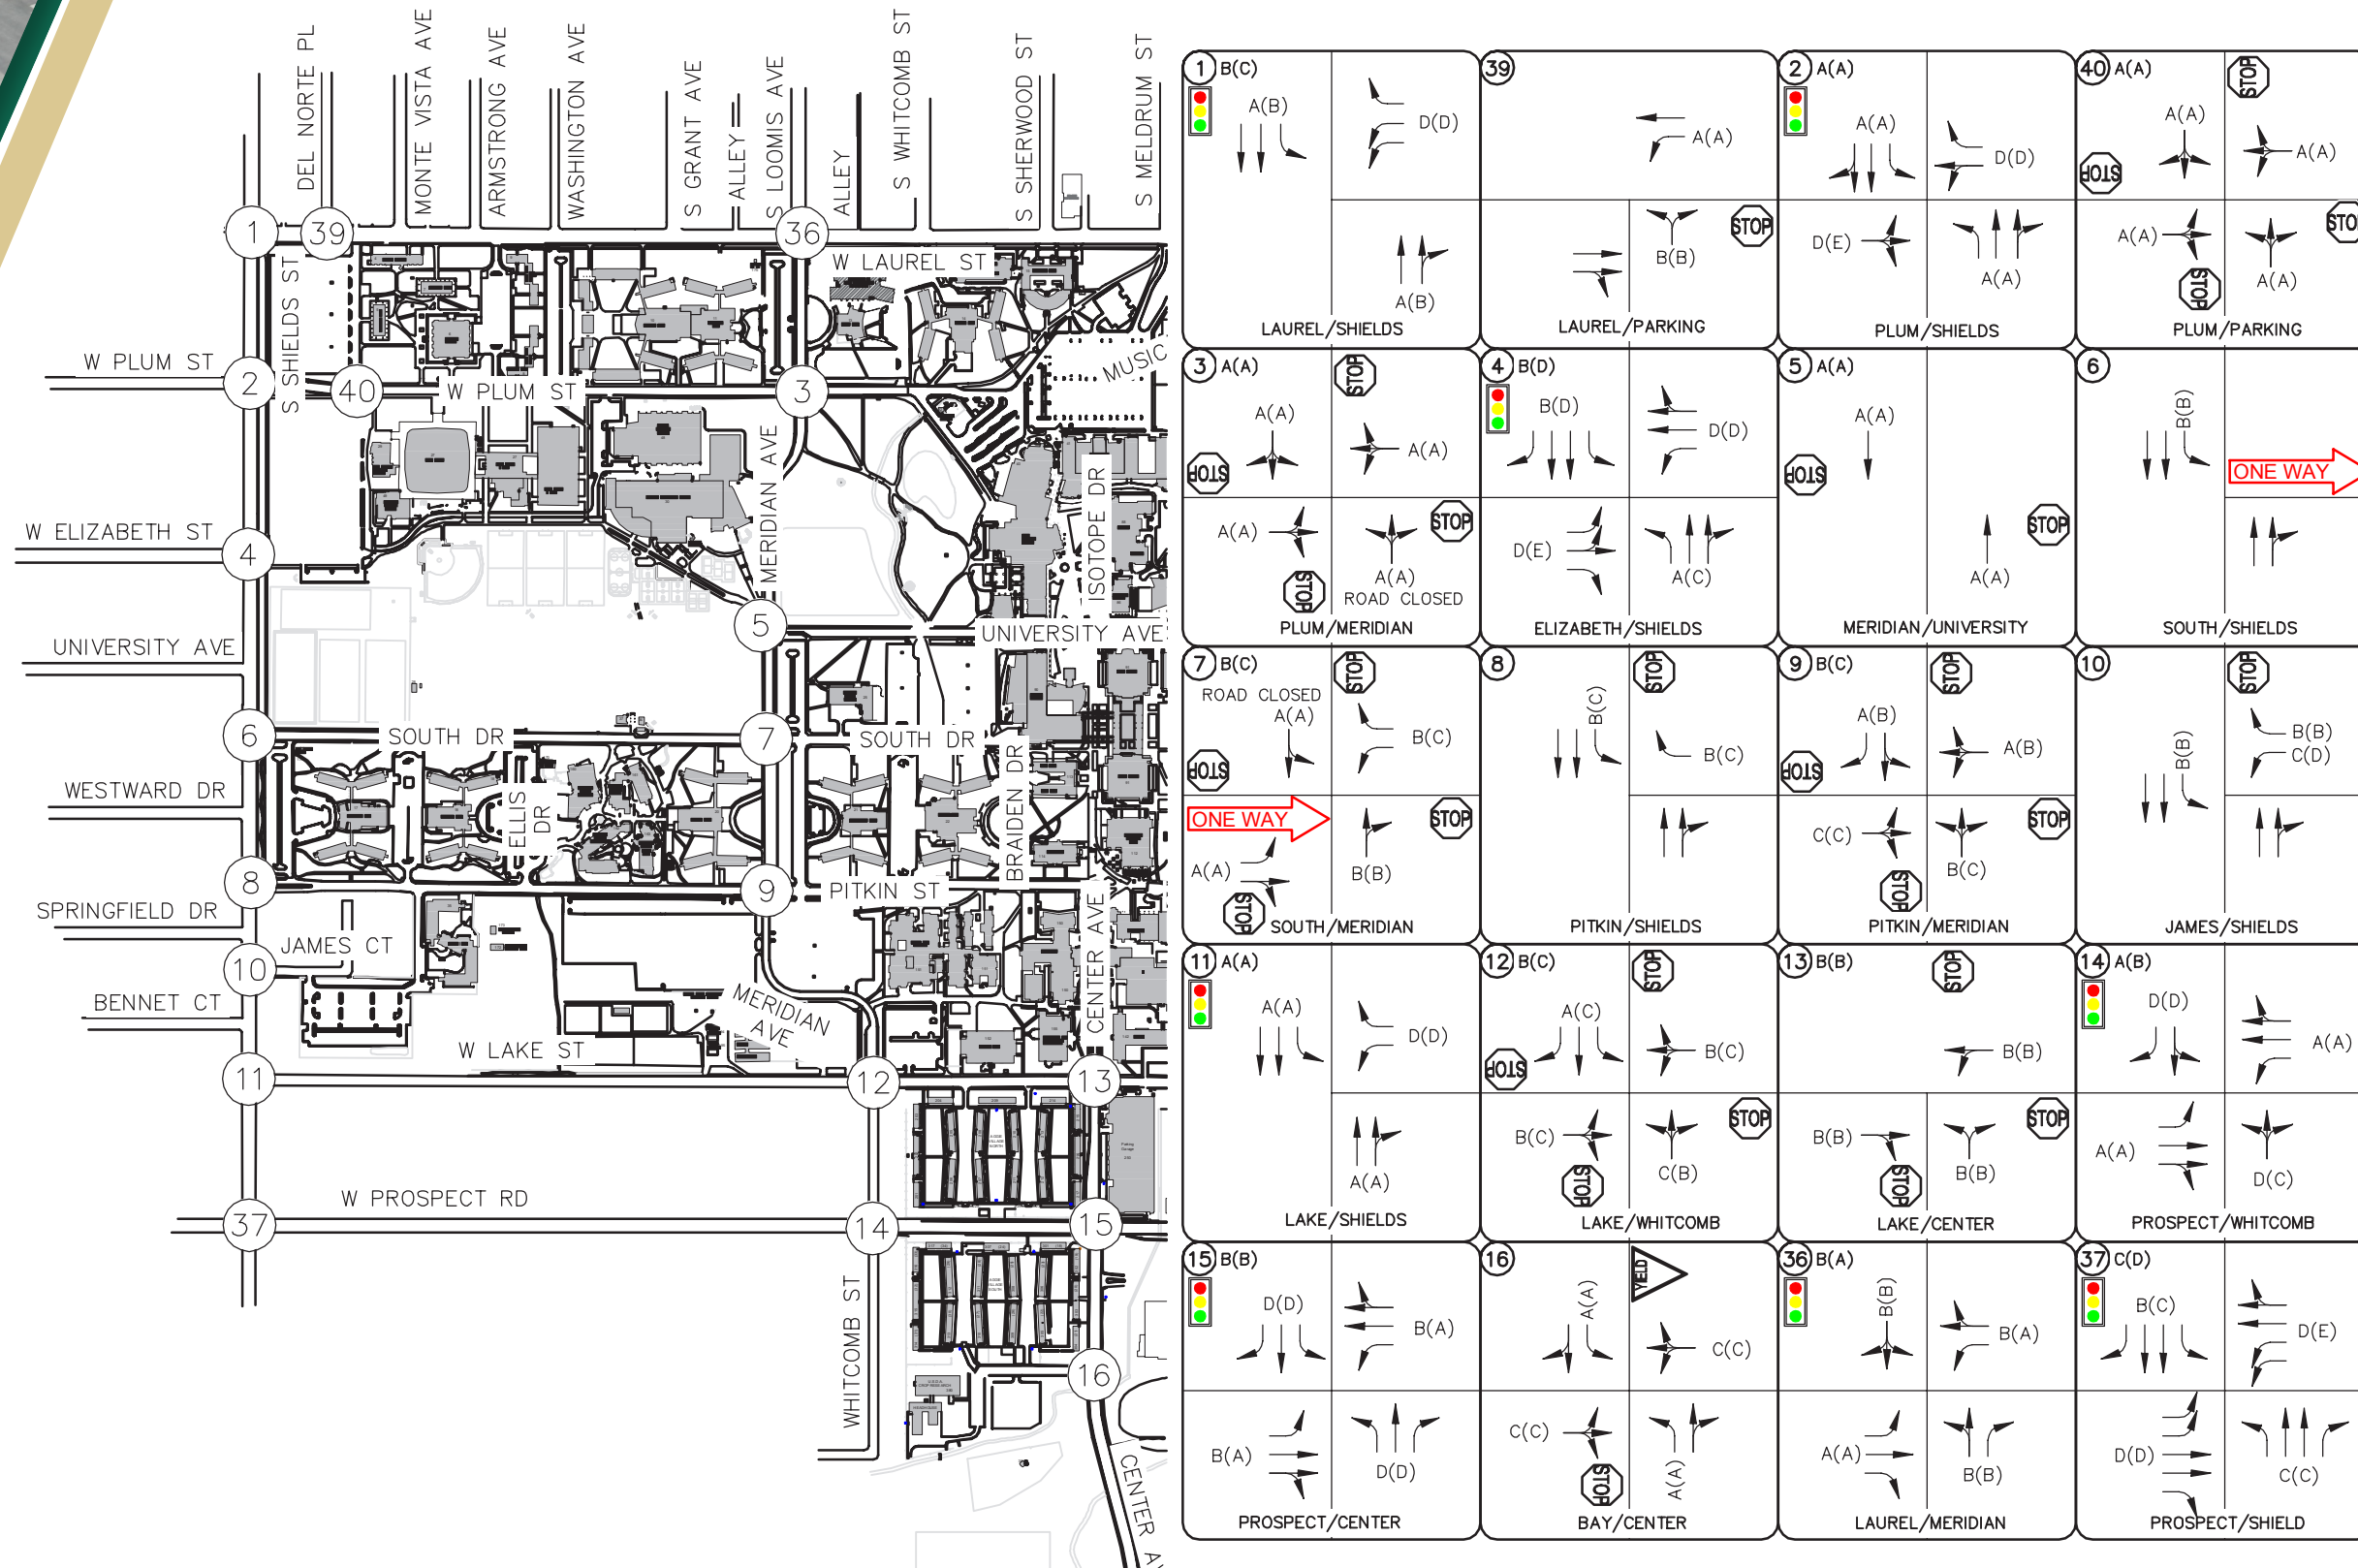 DEL NORTE PL
MONTE VISTA AVE
ARMSTRONG AVE
WASHINGTON AVE
S GRANT AVE
ALLEY
S LOOMIS AVE
ALLEY
S WHITCOMB ST
S SHERWOOD ST
S MELDRUM ST
1
39
36
W LAUREL ST
S SHIELDS ST
W PLUM ST
2
40
W PLUM ST
3
MUSIC
MERIDIAN AVE
ISOTOPE DR
W ELIZABETH ST
4
5
UNIVERSITY AVE
UNIVERSITY AVE
6
SOUTH DR
7
SOUTH DR
WESTWARD DR
ELLIS DR
BRAIDEN DR
8
9
PITKIN ST
SPRINGFIELD DR
JAMES CT
10
CENTER AVE
BENNET CT
MERIDIAN AVE
W LAKE ST
11
12
13
W PROSPECT RD
37
14
15
WHITCOMB ST
16
CENTER A
1 B(C)
A(B)
D(D)
A(B)
LAUREL/SHIELDS
39
A(A)
B(B)
STOP
LAUREL/PARKING
2 A(A)
A(A)
D(D)
D(E)
A(A)
PLUM/SHIELDS
40 A(A)
STOP
A(A)
A(A)
STOP
A(A)
STOP
A(A)
PLUM/PARKING
3 A(A)
STOP
A(A)
A(A)
STOP
A(A)
STOP
STOP
A(A)
ROAD CLOSED
PLUM/MERIDIAN
4 B(D)
B(D)
D(D)
D(E)
A(C)
ELIZABETH/SHIELDS
5 A(A)
A(A)
STOP
STOP
A(A)
MERIDIAN/UNIVERSITY
6
B(B)
ONE WAY
SOUTH/SHIELDS
7 B(C)
STOP
ROAD CLOSED
A(A)
B(C)
STOP
ONE WAY
STOP
A(A)
B(B)
STOP
SOUTH/MERIDIAN
8
STOP
B(C)
B(C)
PITKIN/SHIELDS
9 B(C)
STOP
A(B)
A(B)
STOP
C(C)
STOP
B(C)
STOP
PITKIN/MERIDIAN
10
STOP
B(B)
B(B)
C(D)
JAMES/SHIELDS
11 A(A)
A(A)
D(D)
A(A)
LAKE/SHIELDS
12 B(C)
STOP
A(C)
B(C)
STOP
B(C)
STOP
STOP
C(B)
LAKE/WHITCOMB
13 B(B)
STOP
B(B)
B(B)
STOP
STOP
B(B)
LAKE/CENTER
14 A(B)
D(D)
A(A)
A(A)
D(C)
PROSPECT/WHITCOMB
15 B(B)
D(D)
B(A)
B(A)
D(D)
PROSPECT/CENTER
16
YIELD
A(A)
C(C)
C(C)
STOP
A(A)
BAY/CENTER
36 B(A)
B(B)
B(A)
A(A)
B(B)
LAUREL/MERIDIAN
37 C(D)
B(C)
D(E)
D(D)
C(C)
PROSPECT/SHIELD